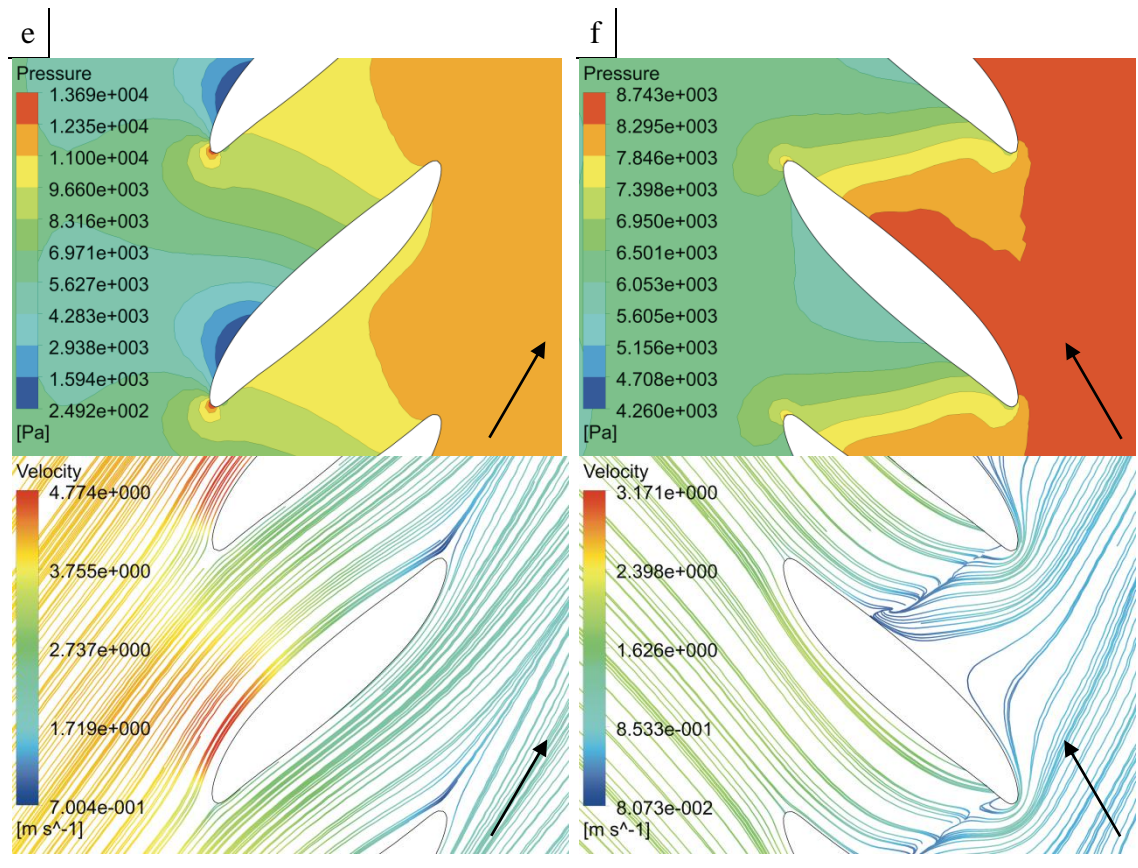 e
Pressure
1.369e+004
1.235e+004
1.100e+004
9.660e+003
8.316e+003
6.971e+003
5.627e+003
4.283e+003
2.938e+003
1.594e+003
2.492e+002
[Pa]
f
Pressure
8.743e+003
8.295e+003
7.846e+003
7.398e+003
6.950e+003
6.501e+003
6.053e+003
5.605e+003
5.156e+003
4.708e+003
4.260e+003
[Pa]
Velocity
4.774e+000
3.755e+000
2.737e+000
1.719e+000
7.004e-001
[m s^-1]
Velocity
3.171e+000
2.398e+000
1.626e+000
8.533e-001
8.073e-002
[m s^-1]